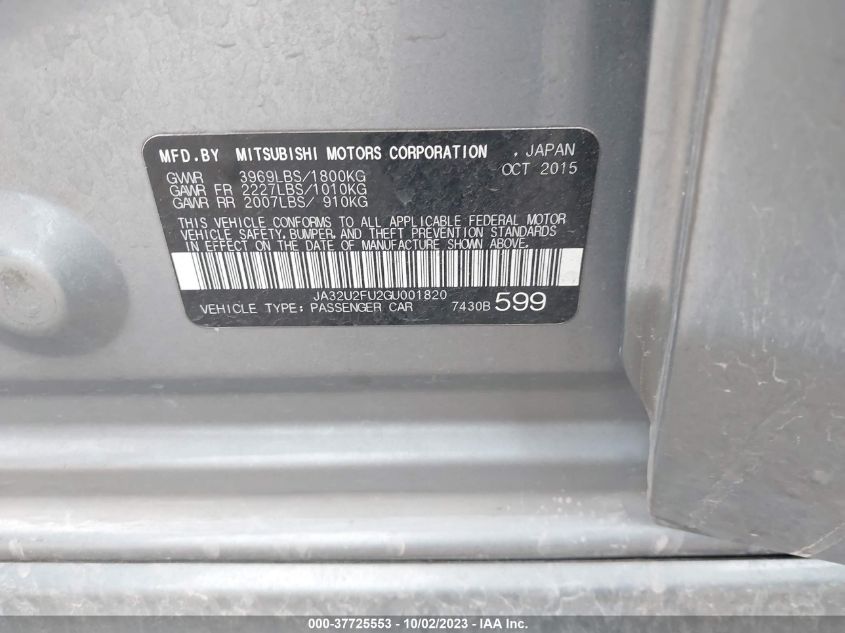 MFD.BY MITSUBISHI MOTORS CORPORATION , JAPAN
GVWR 3969LBS/1800KG OCT 2015
GAWR FR 2227LBS/1010KG
GAWR RR 2007LBS/ 910KG
THIS VEHICLE CONFORMS TO ALL APPLICABLE FEDERAL MOTOR
VEHICLE SAFETY, BUMPER, AND THEFT PREVENTION STANDARDS
IN EFFECT ON THE DATE OF MANUFACTURE SHOWN ABOVE.
JA32U2FU2GU001820
VEHICLE TYPE: PASSENGER CAR 7430B 599
000-37725553 - 10/02/2023 - IAA Inc.